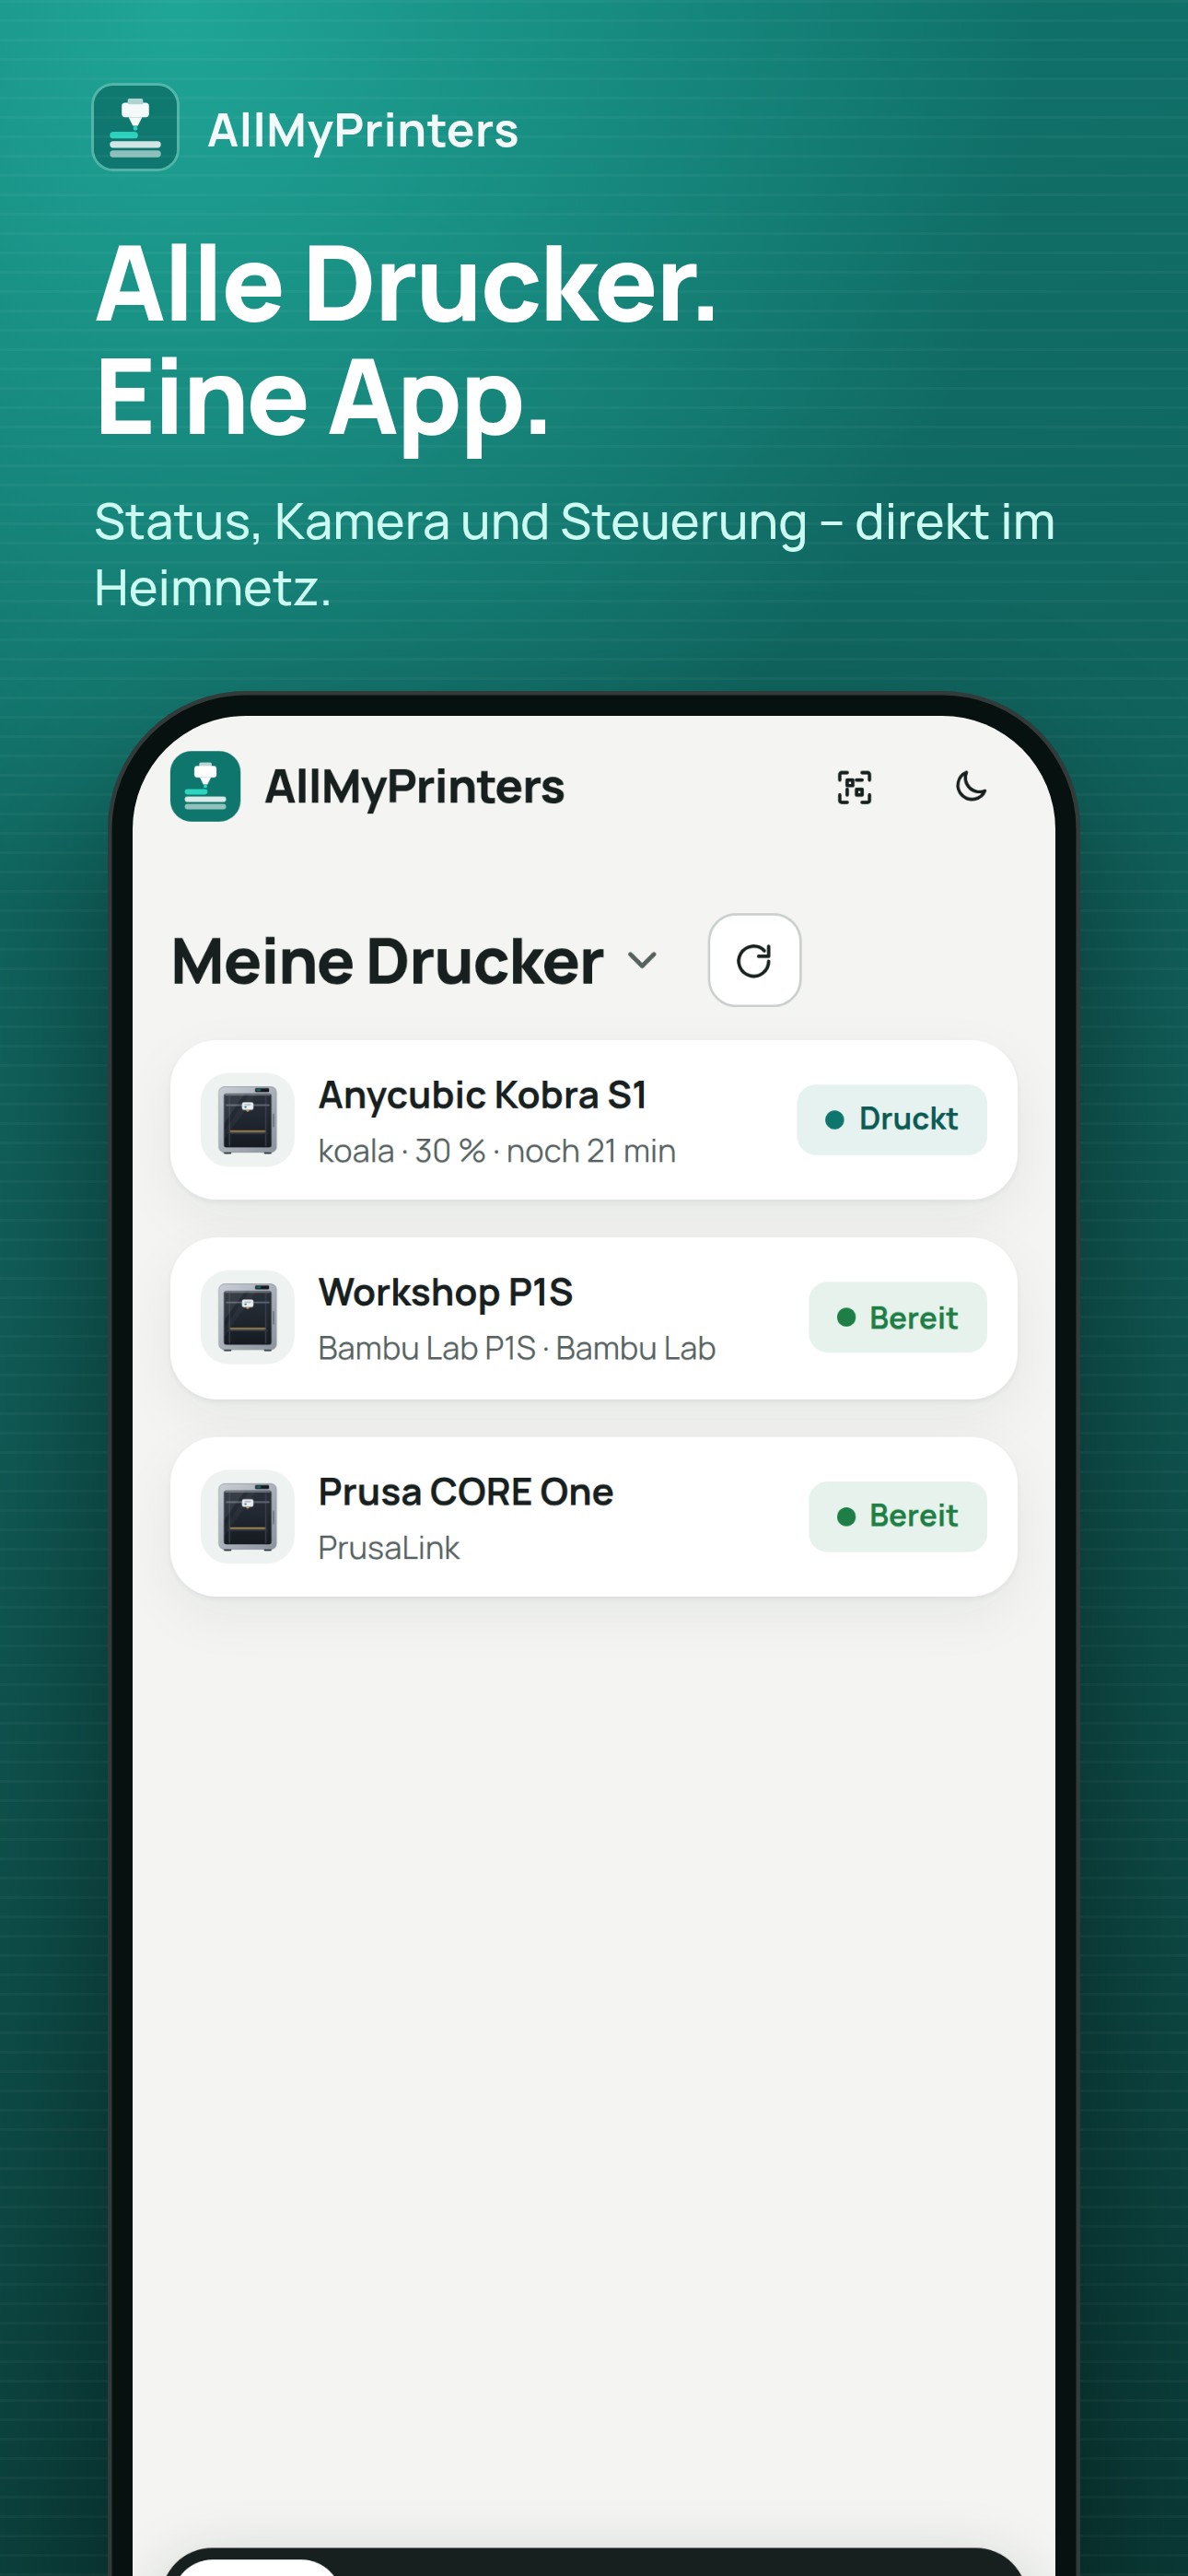 AllMyPrinters
Alle Drucker.
Eine App.
Status, Kamera und Steuerung – direkt im
Heimnetz.
AllMyPrinters
Meine Drucker
Anycubic Kobra S1
koala · 30 % · noch 21 min
Druckt
Workshop P1S
Bambu Lab P1S · Bambu Lab
Bereit
Prusa CORE One
PrusaLink
Bereit